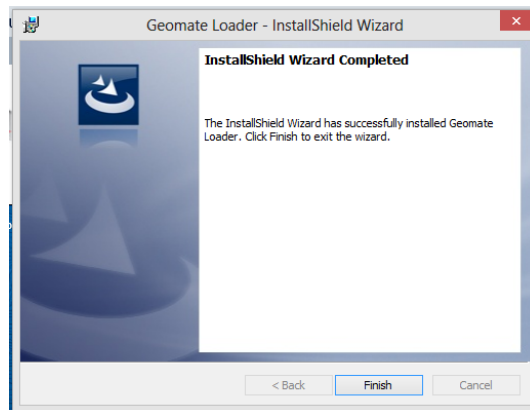 Geomate Loader - InstallShield Wizard
InstallShield Wizard Completed
The InstallShield Wizard has successfully installed Geomate
Loader. Click Finish to exit the wizard.
< Back
Finish
Cancel